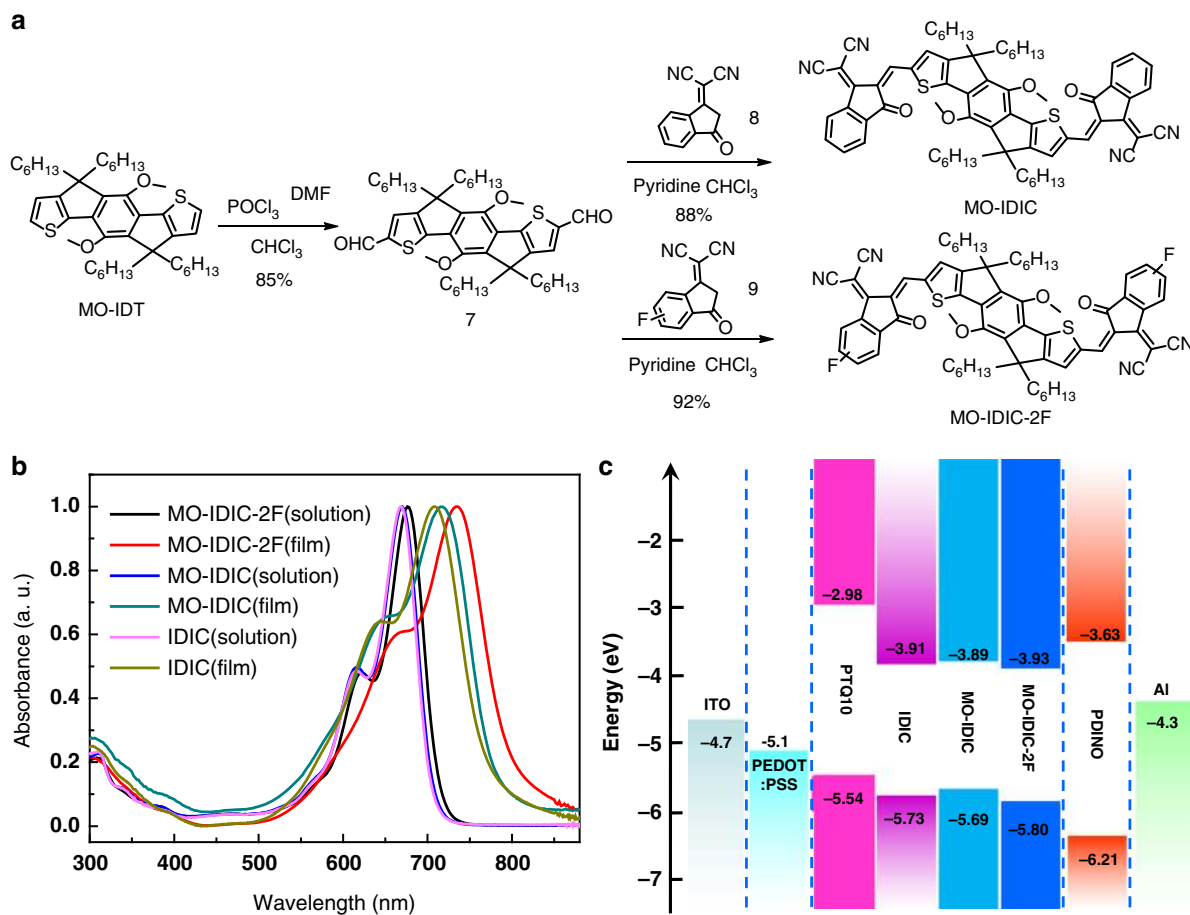 a
C₆H₁₃
C₆H₁₃
S
O
O
S
C₆H₁₃
C₆H₁₃
MO-IDT
POCl₃ DMF
CHCl₃
85%
C₆H₁₃
C₆H₁₃
O
S
CHO
OHC
S
O
C₆H₁₃
C₆H₁₃
7
NC CN
O
8
Pyridine CHCl₃
88%
NC CN
F
O
9
Pyridine CHCl₃
92%
NC CN
C₆H₁₃
C₆H₁₃
O
S
O
O
S
O
C₆H₁₃
C₆H₁₃
NC CN
MO-IDIC
NC CN
C₆H₁₃
C₆H₁₃
F
O
S
O
O
S
O
F
C₆H₁₃
C₆H₁₃
NC CN
MO-IDIC-2F
b
Absorbance (a. u.)
1.0
0.8
0.6
0.4
0.2
0.0
MO-IDIC-2F(solution)
MO-IDIC-2F(film)
MO-IDIC(solution)
MO-IDIC(film)
IDIC(solution)
IDIC(film)
300 400 500 600 700 800
Wavelength (nm)
c
Energy (eV)
−2
−3
−4
−5
−6
−7
ITO
−4.7
−5.1
PEDOT
:PSS
−2.98
PTQ10
−5.54
−3.91
IDIC
−5.73
−3.89
MO-IDIC
−5.69
−3.93
MO-IDIC-2F
−5.80
−3.63
PDINO
−6.21
Al
−4.3